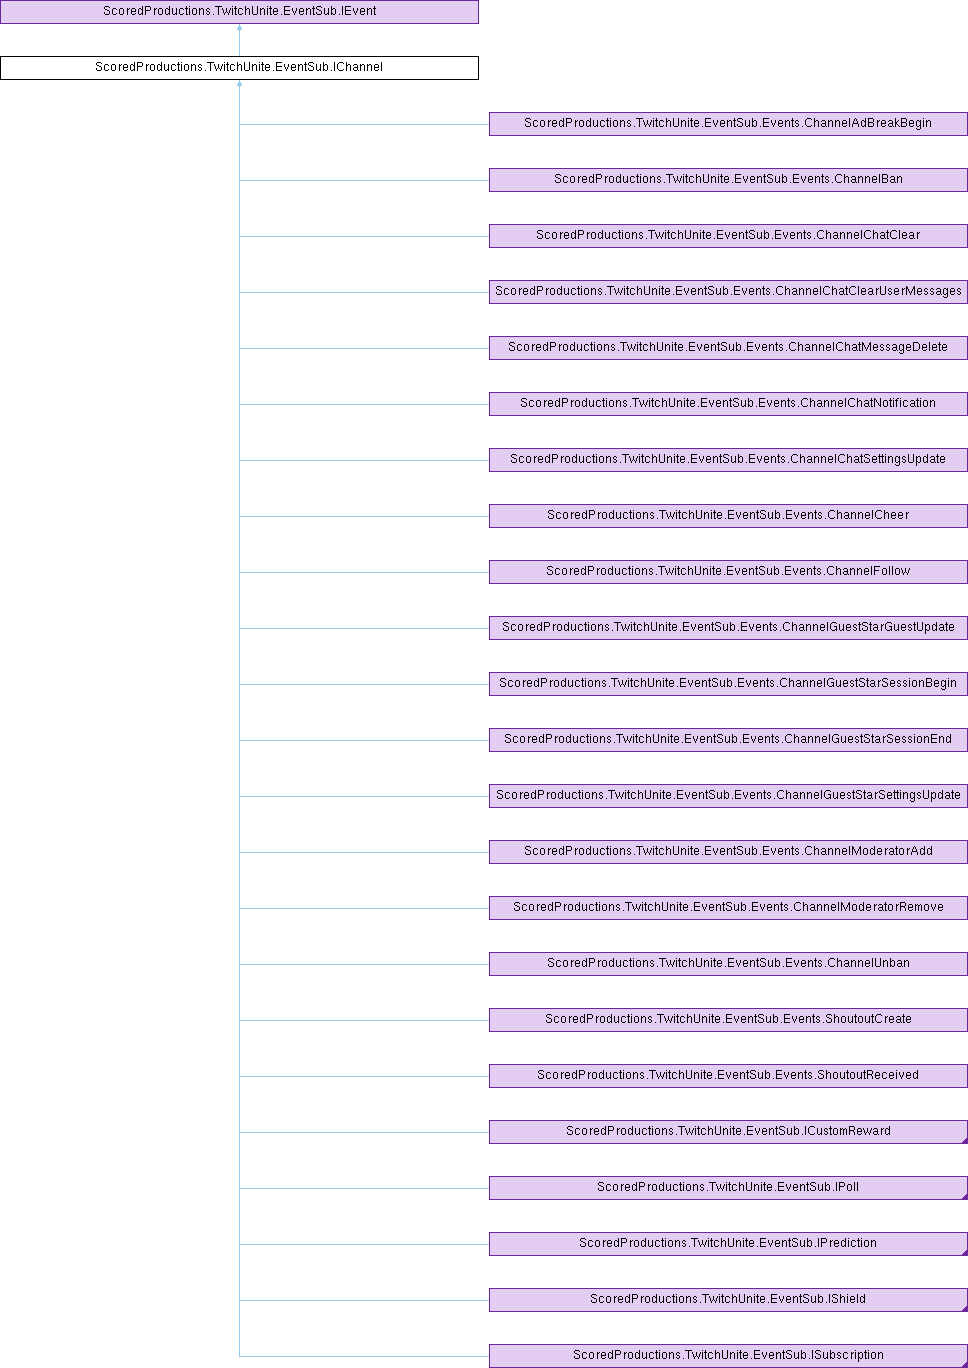 ScoredProductions.TwitchUnite.EventSub.IEvent
ScoredProductions.TwitchUnite.EventSub.IChannel
ScoredProductions.TwitchUnite.EventSub.Events.ChannelAdBreakBegin
ScoredProductions.TwitchUnite.EventSub.Events.ChannelBan
ScoredProductions.TwitchUnite.EventSub.Events.ChannelChatClear
ScoredProductions.TwitchUnite.EventSub.Events.ChannelChatClearUserMessages
ScoredProductions.TwitchUnite.EventSub.Events.ChannelChatMessageDelete
ScoredProductions.TwitchUnite.EventSub.Events.ChannelChatNotification
ScoredProductions.TwitchUnite.EventSub.Events.ChannelChatSettingsUpdate
ScoredProductions.TwitchUnite.EventSub.Events.ChannelCheer
ScoredProductions.TwitchUnite.EventSub.Events.ChannelFollow
ScoredProductions.TwitchUnite.EventSub.Events.ChannelGuestStarGuestUpdate
ScoredProductions.TwitchUnite.EventSub.Events.ChannelGuestStarSessionBegin
ScoredProductions.TwitchUnite.EventSub.Events.ChannelGuestStarSessionEnd
ScoredProductions.TwitchUnite.EventSub.Events.ChannelGuestStarSettingsUpdate
ScoredProductions.TwitchUnite.EventSub.Events.ChannelModeratorAdd
ScoredProductions.TwitchUnite.EventSub.Events.ChannelModeratorRemove
ScoredProductions.TwitchUnite.EventSub.Events.ChannelUnban
ScoredProductions.TwitchUnite.EventSub.Events.ShoutoutCreate
ScoredProductions.TwitchUnite.EventSub.Events.ShoutoutReceived
ScoredProductions.TwitchUnite.EventSub.ICustomReward
ScoredProductions.TwitchUnite.EventSub.IPoll
ScoredProductions.TwitchUnite.EventSub.IPrediction
ScoredProductions.TwitchUnite.EventSub.IShield
ScoredProductions.TwitchUnite.EventSub.ISubscription